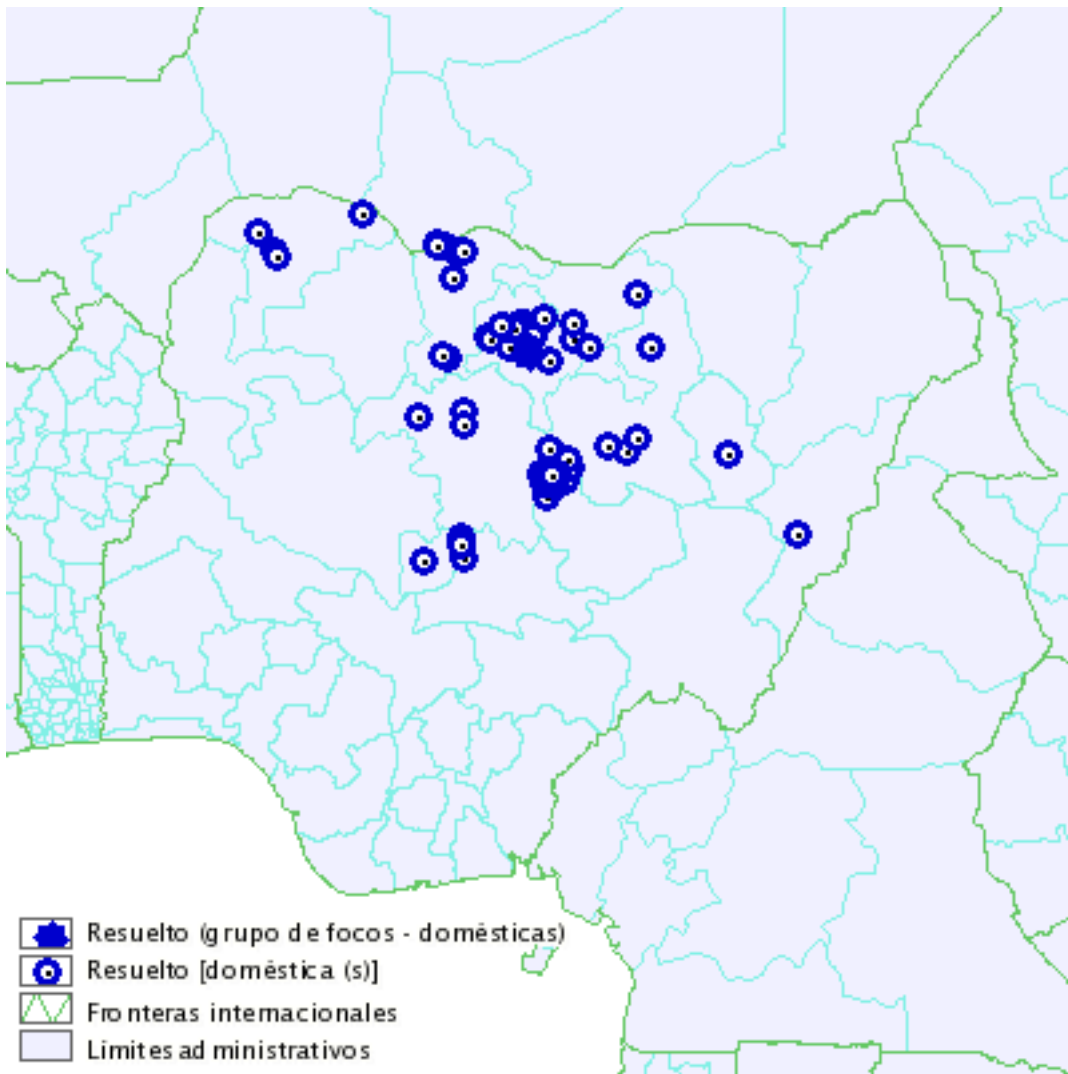 Resuelto (grupo de focos - domésticas)
Resuelto [doméstica (s)]
Fronteras internacionales
Límites administrativos